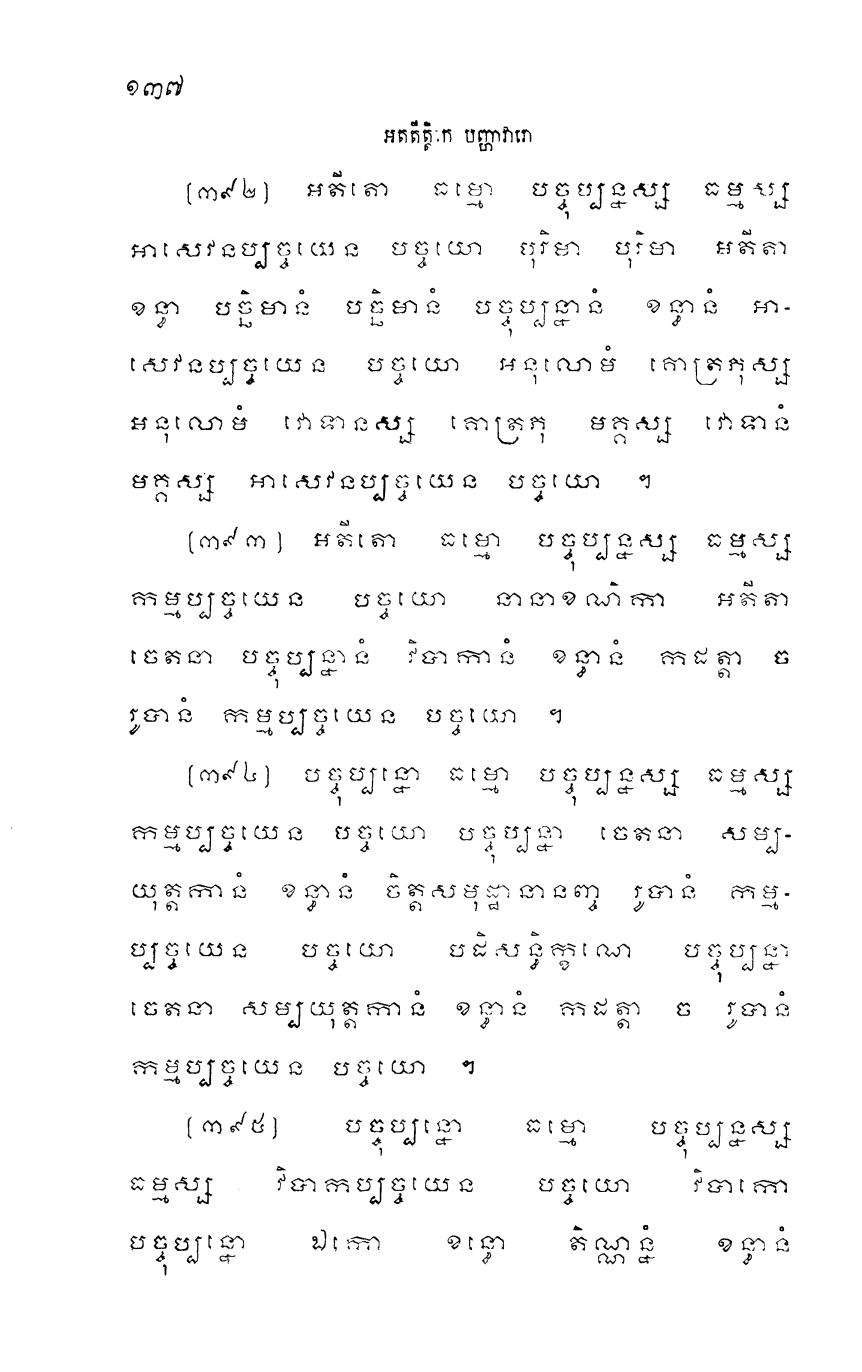 ១៣៧
អតីតត្តិក បញ្ហាវារោ
[៣៩២] អតីតោ ធម្មោ បច្ចុប្បន្នស្ស ធម្មស្ស
អាសេវនប្បច្ចយេន បច្ចយោ បុរិមា បុរិមា អតីតា
ខន្ធា បច្ឆិមានំ បច្ឆិមានំ បច្ចុប្បន្នានំ ខន្ធានំ អា-
សេវនប្បច្ចយេន បច្ចយោ អនុលោមំ គោត្រភុស្ស
អនុលោមំ វោទានស្ស គោត្រភុ មគ្គស្ស វោទានំ
មគ្គស្ស អាសេវនប្បច្ចយេន បច្ចយោ ។
[៣៩៣] អតីតោ ធម្មោ បច្ចុប្បន្នស្ស ធម្មស្ស
កម្មប្បច្ចយេន បច្ចយោ នានាខណិកា អតីតា
ចេតនា បច្ចុប្បន្នានំ វិបាកានំ ខន្ធានំ កដត្តា ច
រូបានំ កម្មប្បច្ចយេន បច្ចយោ ។
[៣៩៤] បច្ចុប្បន្នោ ធម្មោ បច្ចុប្បន្នស្ស ធម្មស្ស
កម្មប្បច្ចយេន បច្ចយោ បច្ចុប្បន្នា ចេតនា សម្ប-
យុត្តកានំ ខន្ធានំ ចិត្តសមុដ្ឋានានញ្ច រូបានំ កម្ម-
ប្បច្ចយេន បច្ចយោ បដិសន្ធិក្ខណេ បច្ចុប្បន្នា
ចេតនា សម្បយុត្តកានំ ខន្ធានំ កដត្តា ច រូបានំ
កម្មប្បច្ចយេន បច្ចយោ ។
[៣៩៥] បច្ចុប្បន្នោ ធម្មោ បច្ចុប្បន្នស្ស
ធម្មស្ស វិបាកប្បច្ចយេន បច្ចយោ វិបាកោ
បច្ចុប្បន្នោ ឯកោ ខន្ធោ តិណ្ណន្នំ ខន្ធានំ